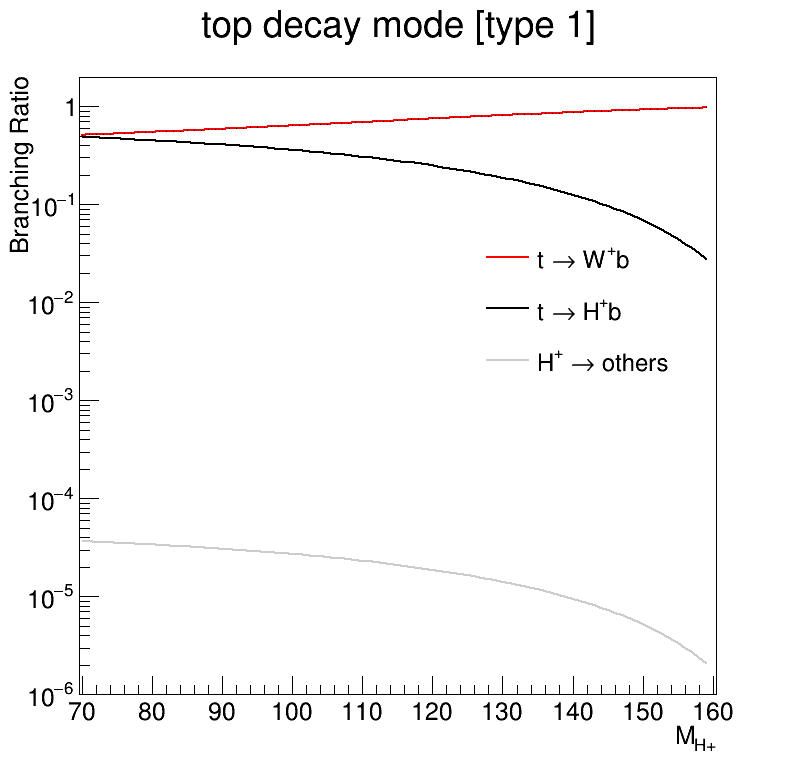 top decay mode [type 1]
Branching Ratio
1
10⁻¹
10⁻²
10⁻³
10⁻⁴
10⁻⁵
10⁻⁶
t → W⁺b
t → H⁺b
H⁺ → others
70 80 90 100 110 120 130 140 150 160
M_H+